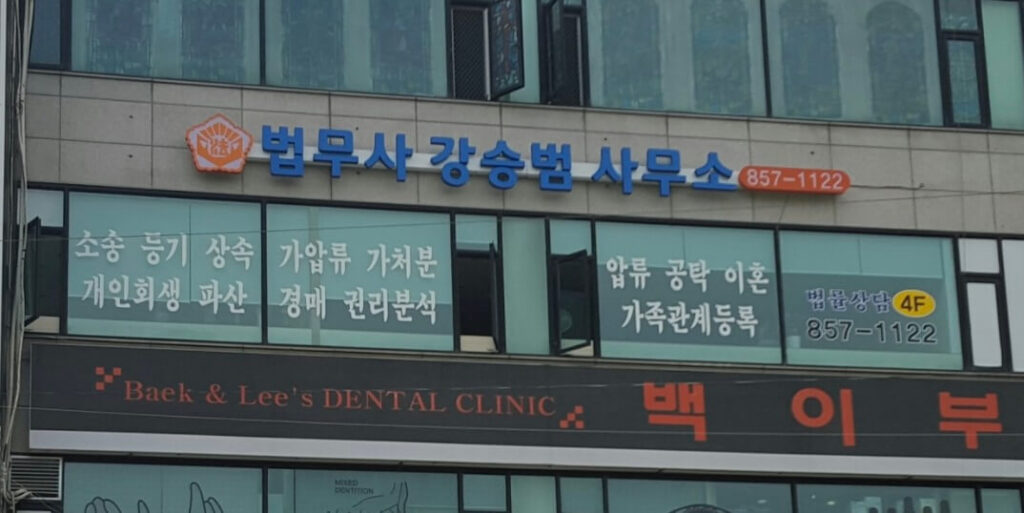 법무사 강승범 사무소 857-1122
소송 등기 상속
개인회생 파산
가압류 가처분
경매 권리분석
압류 공탁 이혼
가족관계등록
법률상담 4F
857-1122
Baek & Lee's DENTAL CLINIC
백이부
MIXED
DENTITION